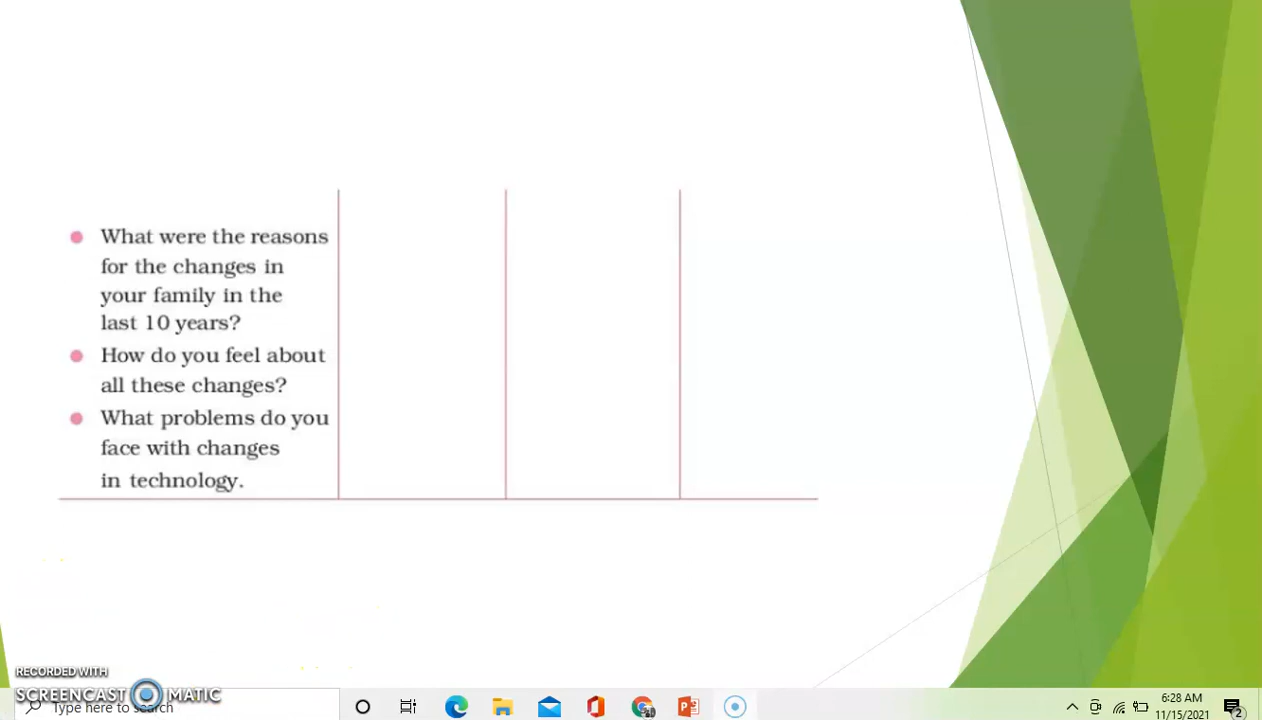 What were the reasons
for the changes in
your family in the
last 10 years?
How do you feel about
all these changes?
What problems do you
face with changes
in technology.
RECORDED WITH
SCREENCAST MATIC
Type here to search
6:28 AM
11/15/2021
2